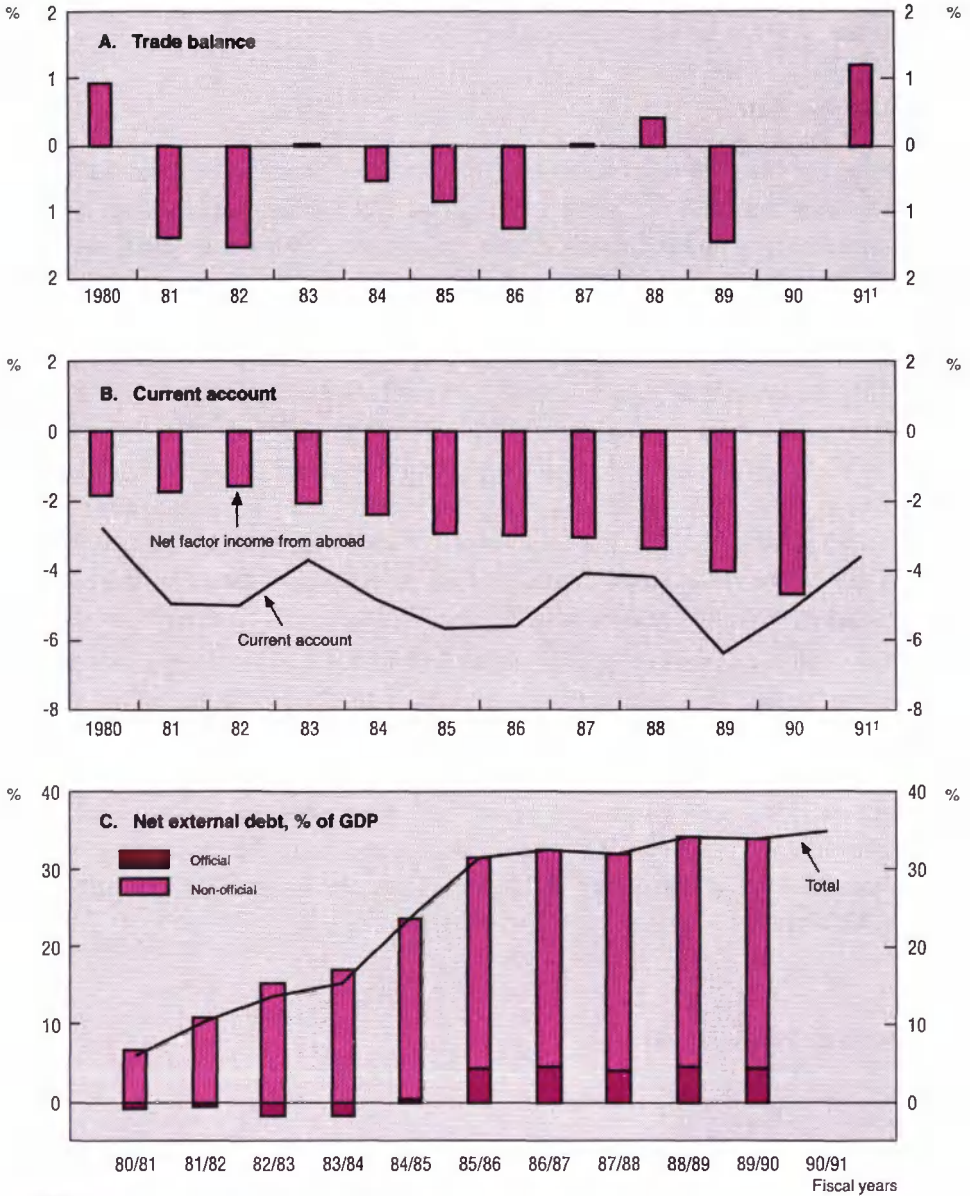 % 2 2 %
A. Trade balance
1 1
0 0
1 1
2 2
1980 81 82 83 84 85 86 87 88 89 90 91¹
% 2 2 %
B. Current account
0 0
-2 -2
Net factor income from abroad
-4 -4
Current account
-6 -6
-8 -8
1980 81 82 83 84 85 86 87 88 89 90 91¹
% 40 40 %
C. Net external debt, % of GDP
Official
30 30
Non-official
Total
20 20
10 10
0 0
80/81 81/82 82/83 83/84 84/85 85/86 86/87 87/88 88/89 89/90 90/91
Fiscal years